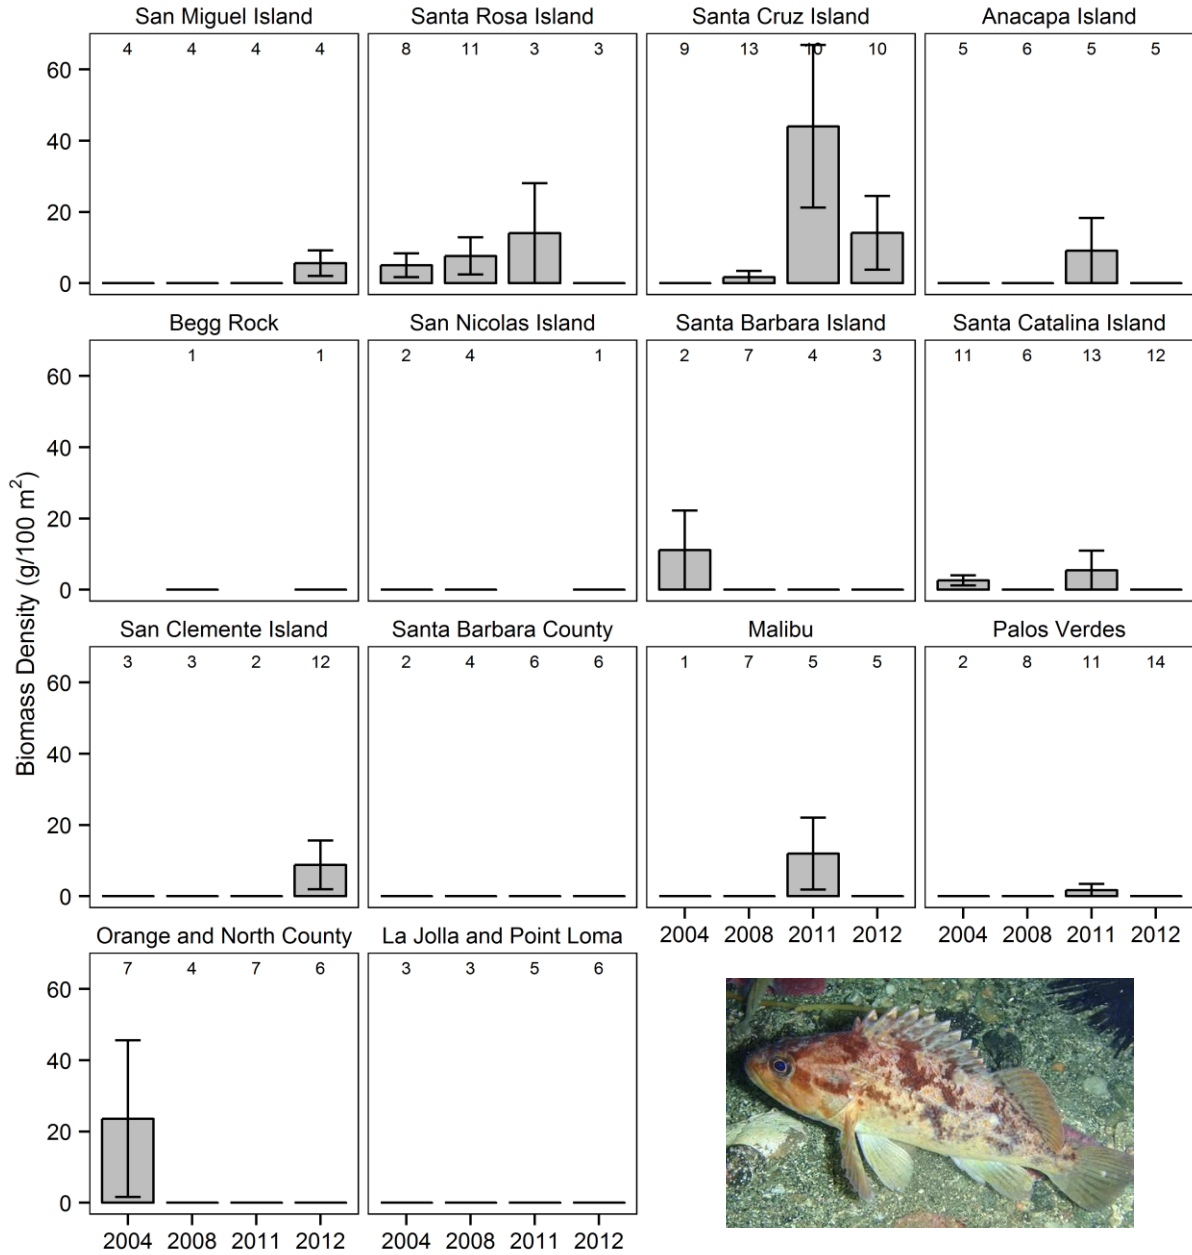 San Miguel Island Santa Rosa Island Santa Cruz Island Anacapa Island
4 4 4 4 8 11 3 3 9 13 10 10 5 6 5 5
60
40
20
0
Begg Rock San Nicolas Island Santa Barbara Island Santa Catalina Island
1 1 2 4 1 2 7 4 3 11 6 13 12
60
40
20
0
Biomass Density (g/100 m²)
San Clemente Island Santa Barbara County Malibu Palos Verdes
3 3 2 12 2 4 6 6 1 7 5 5 2 8 11 14
60
40
20
0
2004 2008 2011 2012 2004 2008 2011 2012
Orange and North County La Jolla and Point Loma
7 4 7 6 3 3 5 6
60
40
20
0
2004 2008 2011 2012 2004 2008 2011 2012